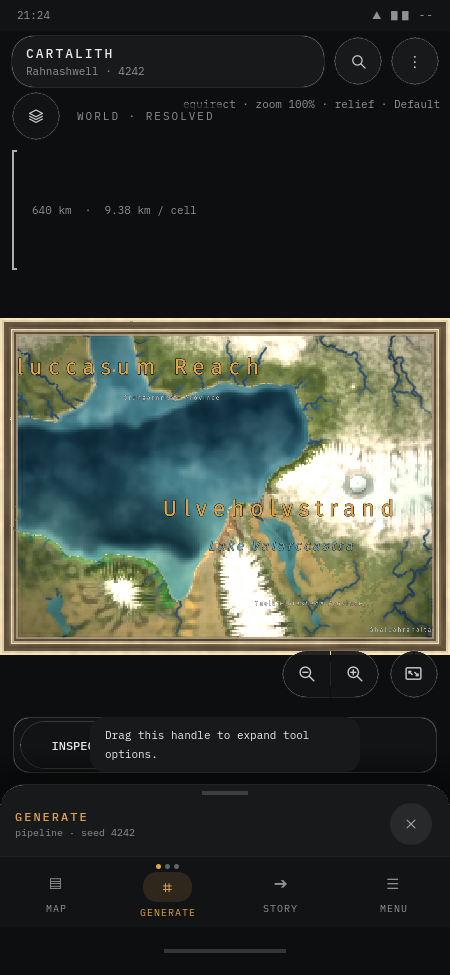 21:24
CARTALITH
Rahnashwell · 4242
equirect · zoom 100% · relief · Default
WORLD · RESOLVED
640 km · 9.38 km / cell
luccasum Reach
Ulveholvstrand
INSPEC
Drag this handle to expand tool
options.
GENERATE
pipeline · seed 4242
MAP
GENERATE
STORY
MENU